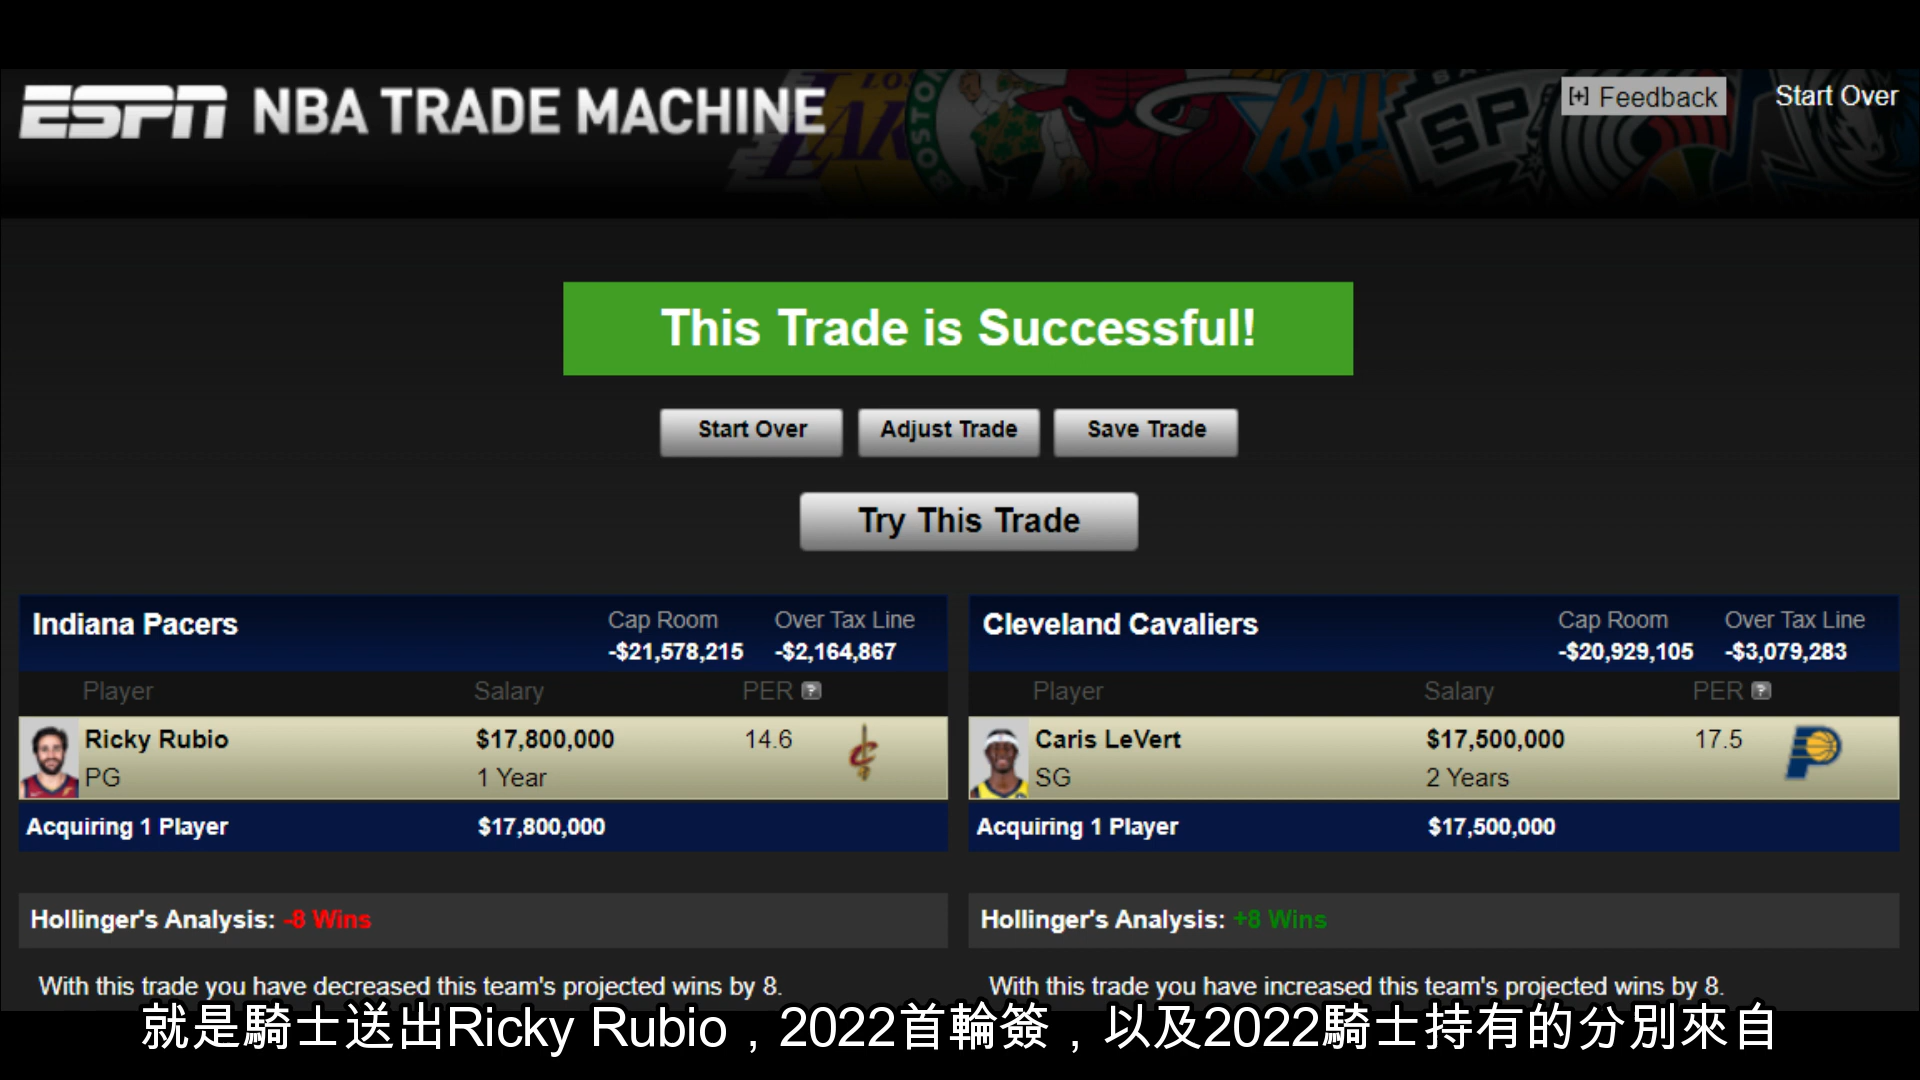 ESPN NBA TRADE MACHINE
[+] Feedback
Start Over
This Trade is Successful!
Start Over
Adjust Trade
Save Trade
Try This Trade
Indiana Pacers
Cap Room
Over Tax Line
-$21,578,215
-$2,164,867
Player
Salary
PER ?
Ricky Rubio
$17,800,000
14.6
PG
1 Year
Acquiring 1 Player
$17,800,000
Hollinger's Analysis: -8 Wins
With this trade you have decreased this team's projected wins by 8.
Cleveland Cavaliers
Cap Room
Over Tax Line
-$20,929,105
-$3,079,283
Player
Salary
PER ?
Caris LeVert
$17,500,000
17.5
SG
2 Years
Acquiring 1 Player
$17,500,000
Hollinger's Analysis: +8 Wins
With this trade you have increased this team's projected wins by 8.
就是騎士送出Ricky Rubio，2022首輪簽，以及2022騎士持有的分別來自